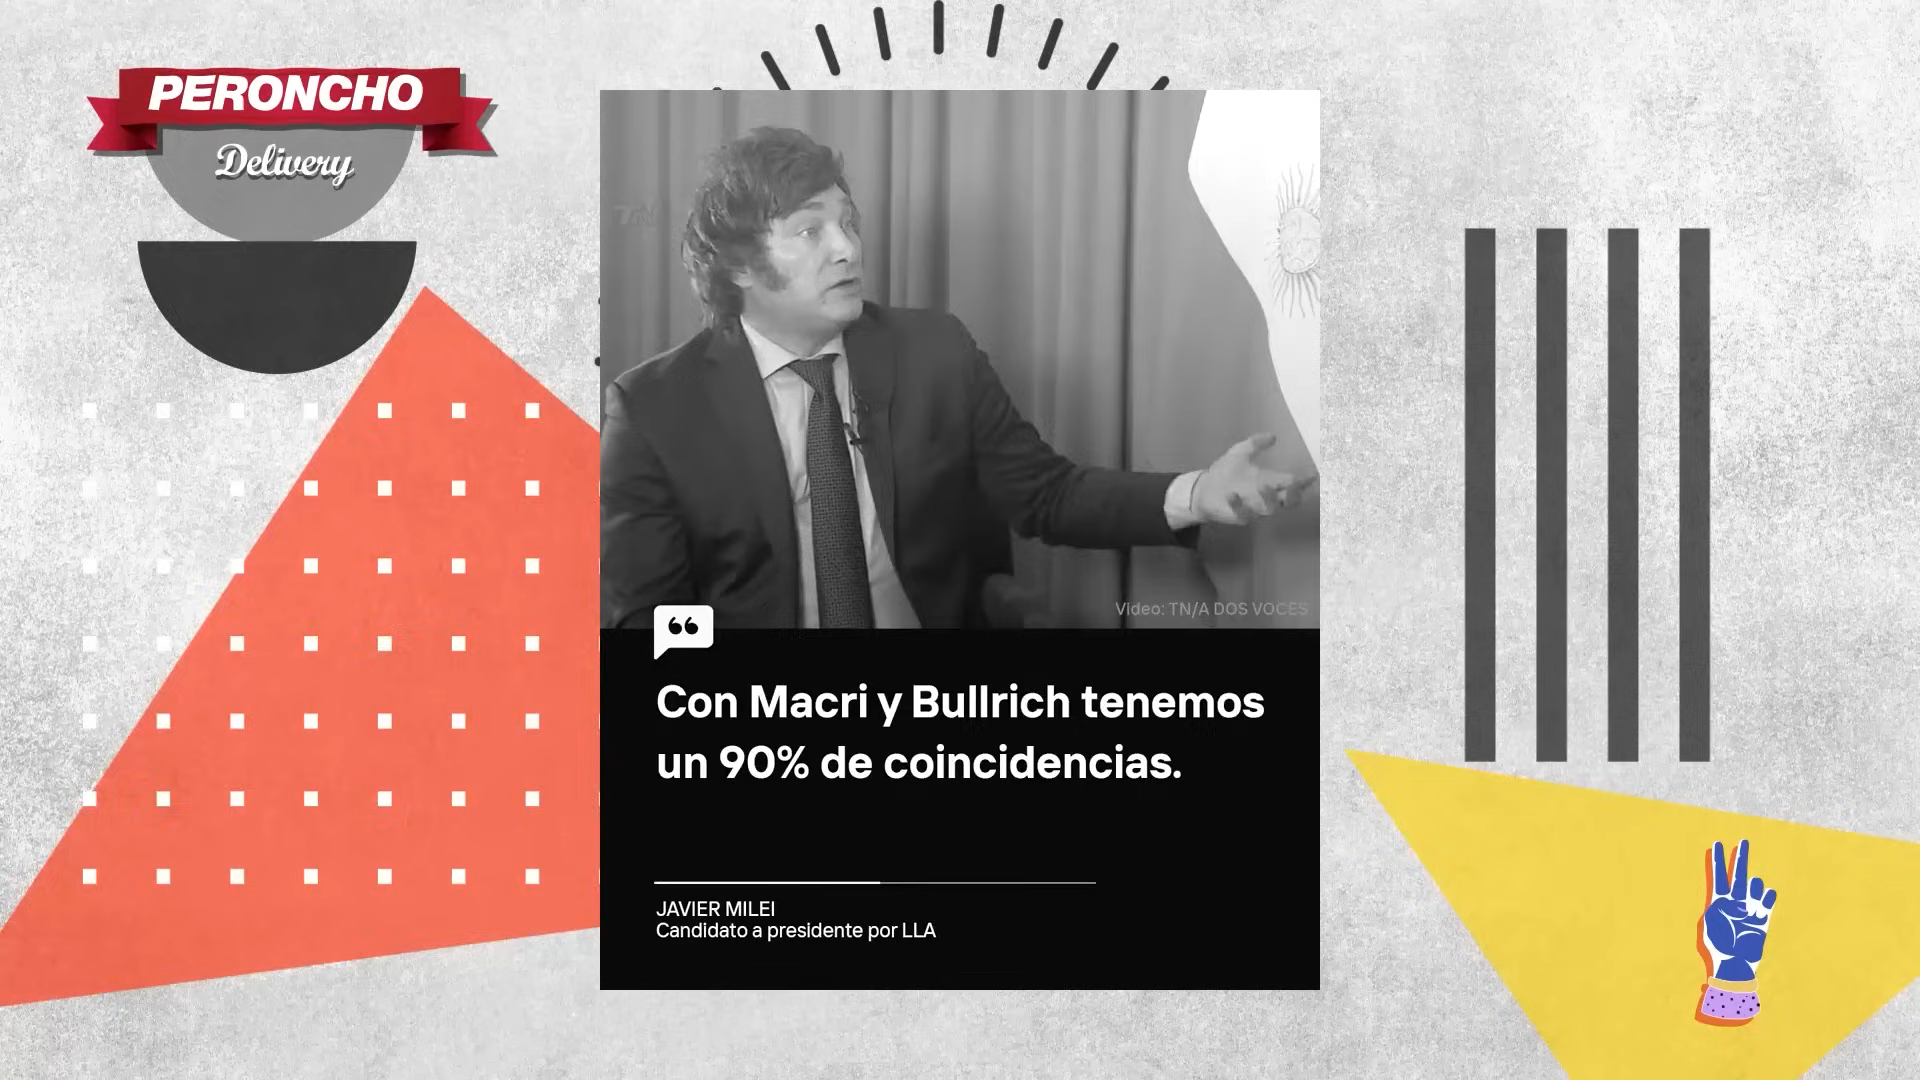 PERONCHO
Delivery
Video: TN/A DOS VOCES
Con Macri y Bullrich tenemos
un 90% de coincidencias.
JAVIER MILEI
Candidato a presidente por LLA